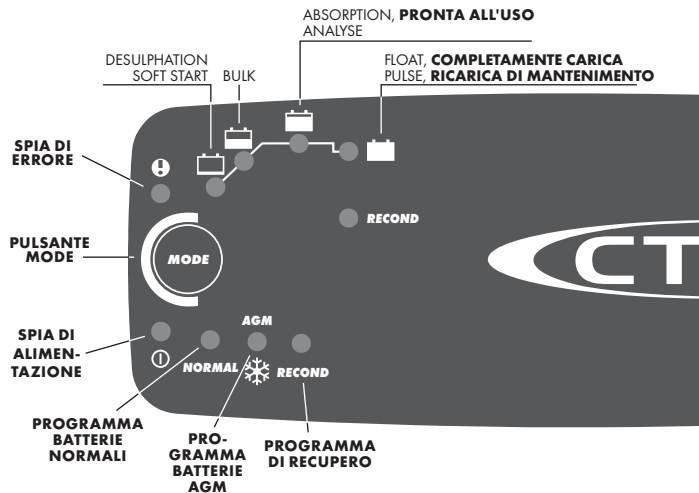 ABSORPTION, PRONTA ALL'USO
ANALYSE
DESULPHATION
SOFT START
BULK
FLOAT, COMPLETAMENTE CARICA
PULSE, RICARICA DI MANTENIMENTO
SPIA DI
ERRORE
RECOND
PULSANTE
MODE
MODE
CT
SPIA DI
ALIMEN-
TAZIONE
AGM
NORMAL
RECOND
PROGRAMMA
BATTERIE
NORMALI
PRO-
GRAMMA
BATTERIE
AGM
PROGRAMMA
DI RECUPERO